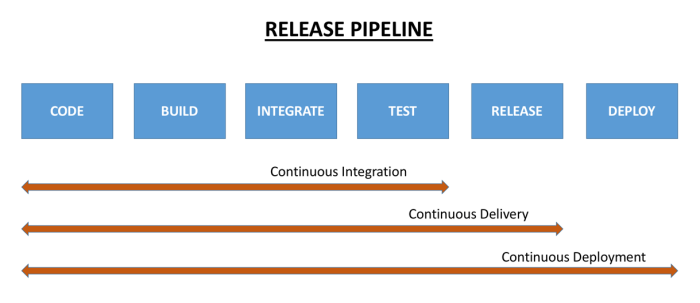 RELEASE PIPELINE
CODE
BUILD
INTEGRATE
TEST
RELEASE
DEPLOY
Continuous Integration
Continuous Delivery
Continuous Deployment